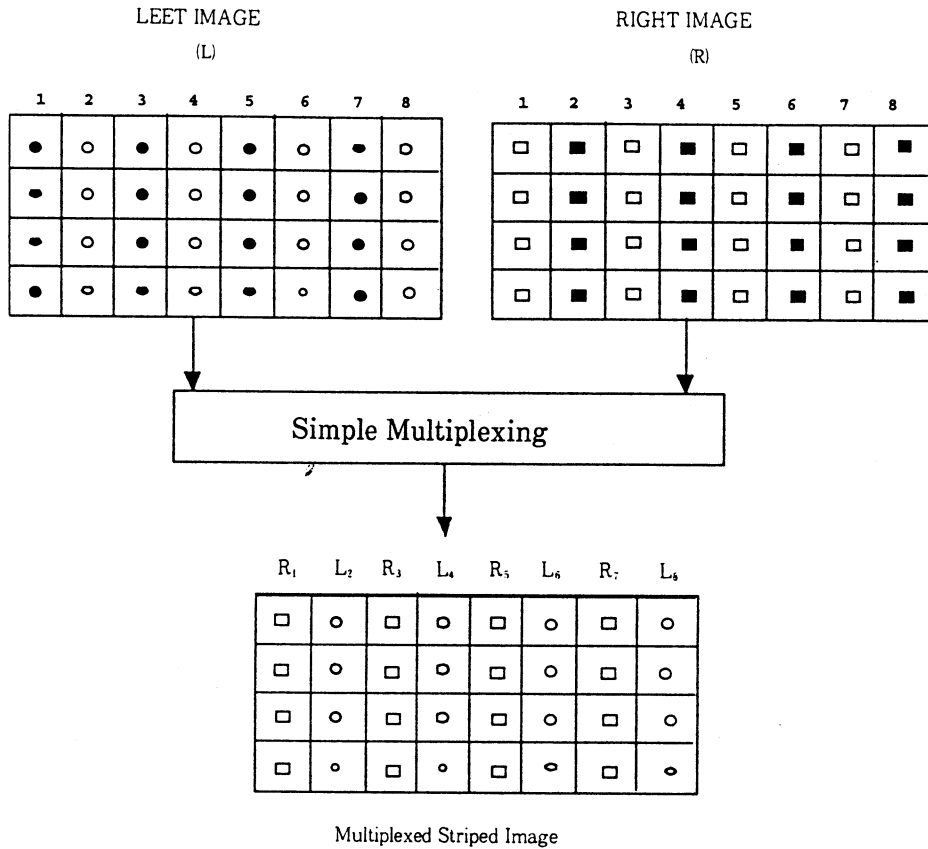 LEET IMAGE
(L)
RIGHT IMAGE
(R)
1 2 3 4 5 6 7 8
1 2 3 4 5 6 7 8
Simple Multiplexing
R₁ L₂ R₃ L₄ R₅ L₆ R₇ L₈
Multiplexed Striped Image